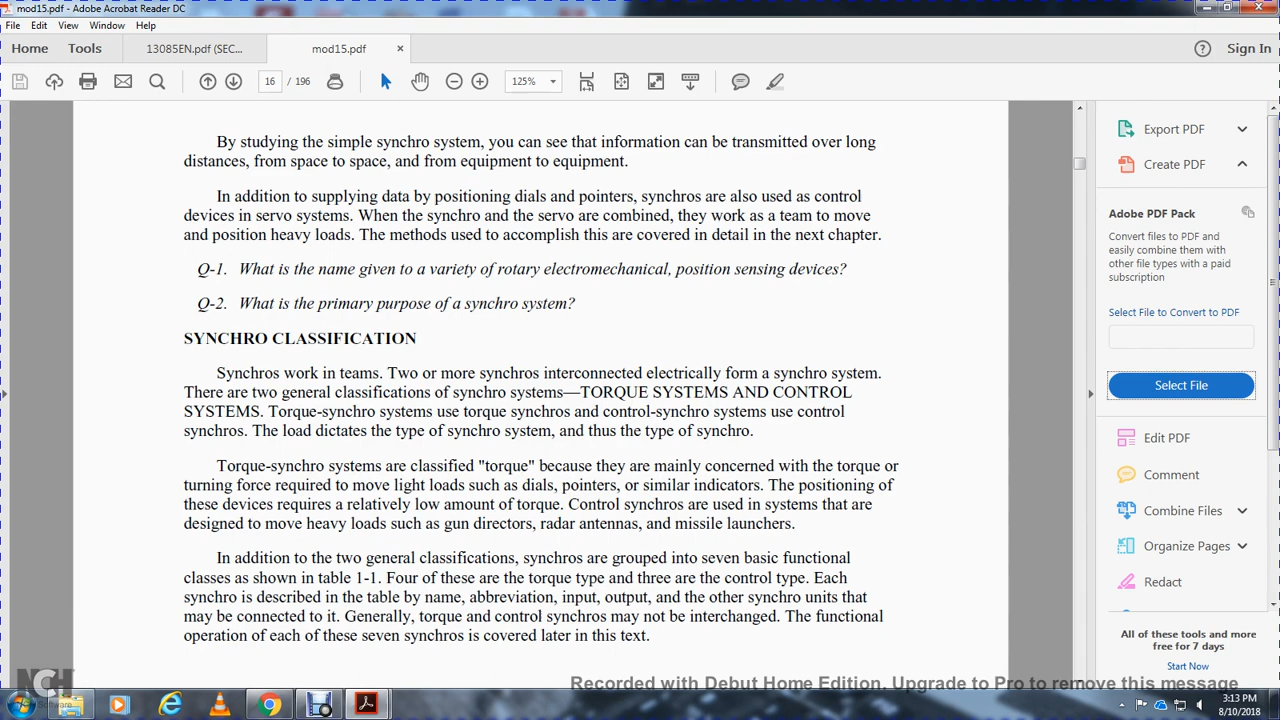 mod15.pdf - Adobe Acrobat Reader DC
File Edit View Window Help
Home Tools 13085EN.pdf (SEC... mod15.pdf × Sign In
16 / 196 125%
By studying the simple synchro system, you can see that information can be transmitted over long
distances, from space to space, and from equipment to equipment.
In addition to supplying data by positioning dials and pointers, synchros are also used as control
devices in servo systems. When the synchro and the servo are combined, they work as a team to move
and position heavy loads. The methods used to accomplish this are covered in detail in the next chapter.
Q-1. What is the name given to a variety of rotary electromechanical, position sensing devices?
Q-2. What is the primary purpose of a synchro system?
SYNCHRO CLASSIFICATION
Synchros work in teams. Two or more synchros interconnected electrically form a synchro system.
There are two general classifications of synchro systems—TORQUE SYSTEMS AND CONTROL
SYSTEMS. Torque-synchro systems use torque synchros and control-synchro systems use control
synchros. The load dictates the type of synchro system, and thus the type of synchro.
Torque-synchro systems are classified "torque" because they are mainly concerned with the torque or
turning force required to move light loads such as dials, pointers, or similar indicators. The positioning of
these devices requires a relatively low amount of torque. Control synchros are used in systems that are
designed to move heavy loads such as gun directors, radar antennas, and missile launchers.
In addition to the two general classifications, synchros are grouped into seven basic functional
classes as shown in table 1-1. Four of these are the torque type and three are the control type. Each
synchro is described in the table by name, abbreviation, input, output, and the other synchro units that
may be connected to it. Generally, torque and control synchros may not be interchanged. The functional
operation of each of these seven synchros is covered later in this text.
Export PDF
Create PDF
Adobe PDF Pack
Convert files to PDF and
easily combine them with
other file types with a paid
subscription
Select File to Convert to PDF
Select File
Edit PDF
Comment
Combine Files
Organize Pages
Redact
All of these tools and more
free for 7 days
Start Now
NCH
Software
Recorded with Debut Home Edition. Upgrade to Pro to remove this message
3:13 PM
8/10/2018